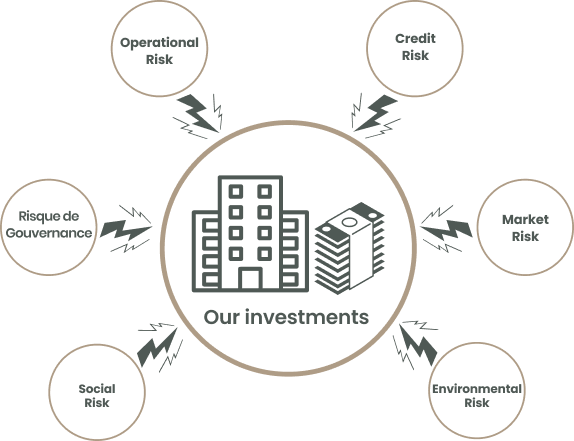 Operational
Risk
Credit
Risk
Risque de
Gouvernance
Market
Risk
Our investments
Social
Risk
Environmental
Risk